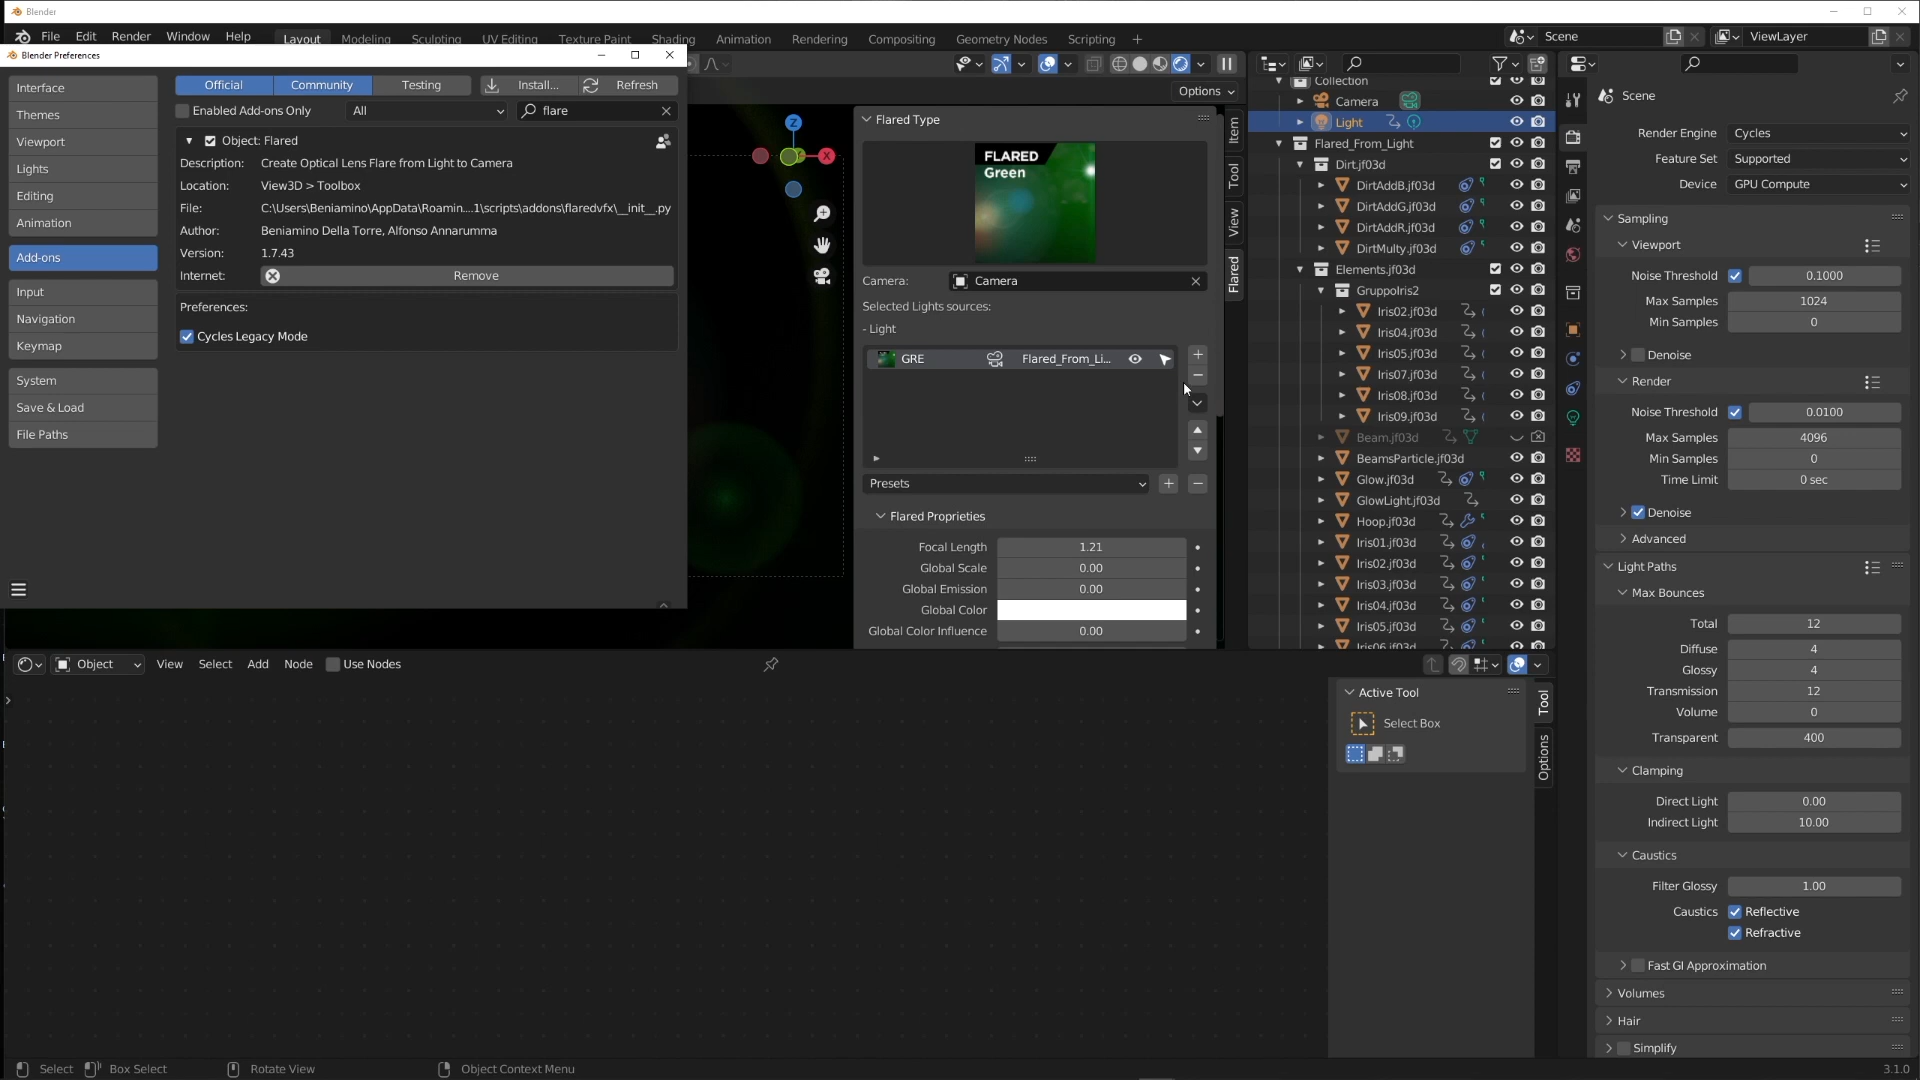 Blender
File Edit Render Window Help Layout Modeling Sculpting UV Editing Texture Paint Shading Animation Rendering Compositing Geometry Nodes Scripting + Scene ViewLayer
Blender Preferences
Interface
Themes
Viewport
Lights
Editing
Animation
Add-ons
Input
Navigation
Keymap
System
Save & Load
File Paths
Official Community Testing Install... Refresh
Enabled Add-ons Only All flare
Object: Flared
Description: Create Optical Lens Flare from Light to Camera
Location: View3D > Toolbox
File: C:\Users\Beniamino\AppData\Roamin....1\scripts\addons\flaredvfx\__init__.py
Author: Beniamino Della Torre, Alfonso Annarumma
Version: 1.7.43
Internet: Remove
Preferences:
Cycles Legacy Mode
Options
Z
X
Flared Type
FLARED
Green
Camera: Camera
Selected Lights sources:
- Light
GRE Flared_From_Li...
Presets
Flared Proprieties
Focal Length 1.21
Global Scale 0.00
Global Emission 0.00
Global Color
Global Color Influence 0.00
Item
Tool
View
Flared
Collection
Camera
Light
Flared_From_Light
Dirt.jf03d
DirtAddB.jf03d
DirtAddG.jf03d
DirtAddR.jf03d
DirtMulty.jf03d
Elements.jf03d
GruppoIris2
Iris02.jf03d
Iris04.jf03d
Iris05.jf03d
Iris07.jf03d
Iris08.jf03d
Iris09.jf03d
Beam.jf03d
BeamsParticle.jf03d
Glow.jf03d
GlowLight.jf03d
Hoop.jf03d
Iris01.jf03d
Iris02.jf03d
Iris03.jf03d
Iris04.jf03d
Iris05.jf03d
Iris06.jf03d
Scene
Render Engine Cycles
Feature Set Supported
Device GPU Compute
Sampling
Viewport
Noise Threshold 0.1000
Max Samples 1024
Min Samples 0
Denoise
Render
Noise Threshold 0.0100
Max Samples 4096
Min Samples 0
Time Limit 0 sec
Denoise
Advanced
Light Paths
Max Bounces
Total 12
Diffuse 4
Glossy 4
Transmission 12
Volume 0
Transparent 400
Clamping
Direct Light 0.00
Indirect Light 10.00
Caustics
Filter Glossy 1.00
Caustics Reflective
Refractive
Fast GI Approximation
Volumes
Hair
Simplify
Object View Select Add Node Use Nodes
Active Tool
Select Box
Tool
Options
Select Box Select Rotate View Object Context Menu 3.1.0